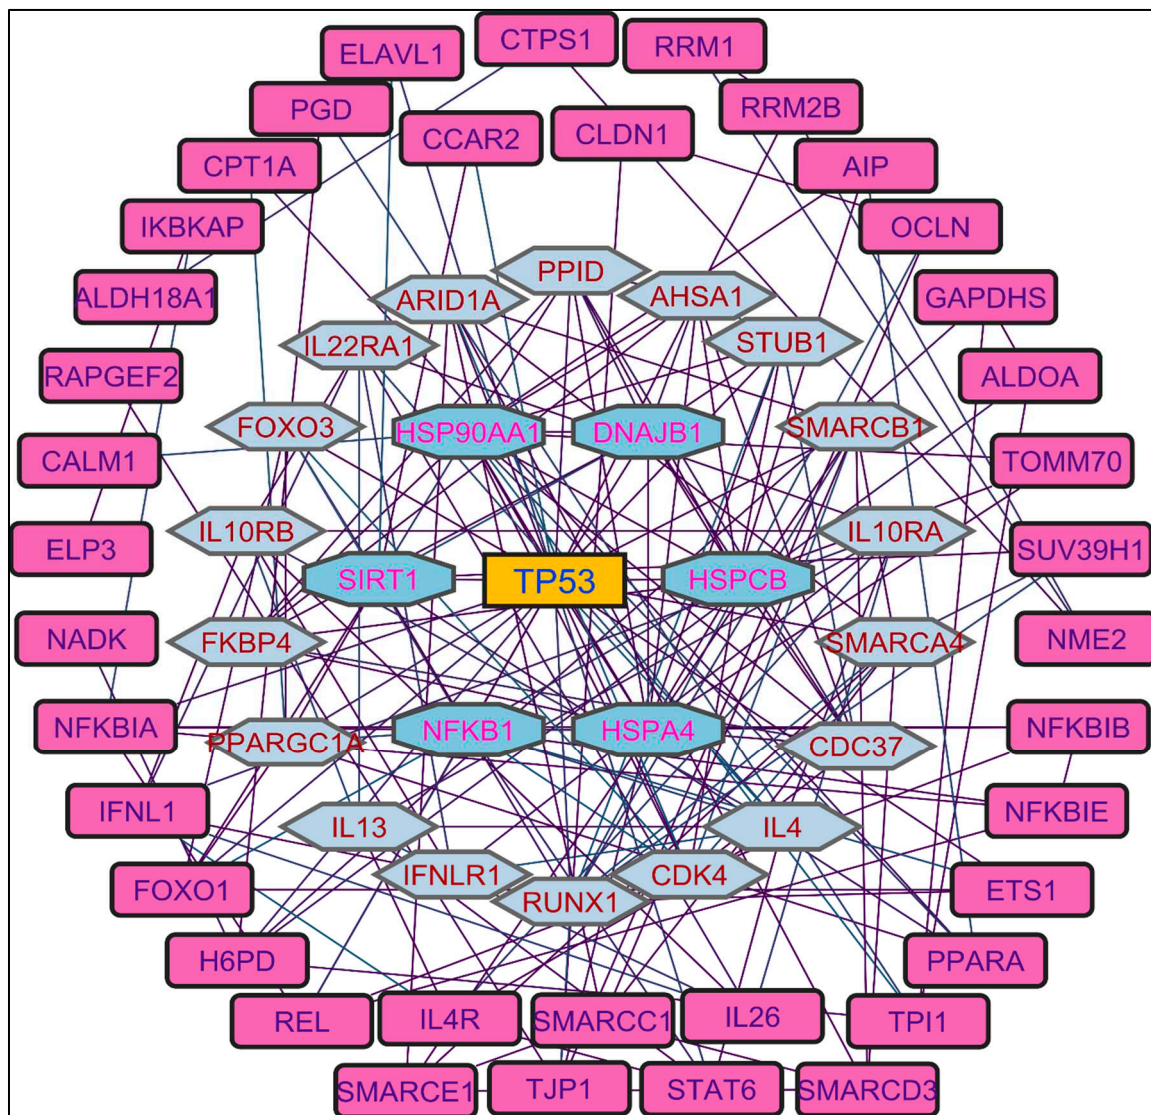 CTPS1
RRM1
ELAVL1
PGD
RRM2B
CCAR2
CLDN1
CPT1A
AIP
IKBKAP
OCLN
PPID
ALDH18A1
ARID1A
AHSA1
GAPDHS
IL22RA1
STUB1
RAPGEF2
ALDOA
FOXO3
HSP90AA1
DNAJB1
SMARCB1
CALM1
TOMM70
IL10RB
IL10RA
ELP3
SUV39H1
SIRT1
TP53
HSPCB
NADK
FKBP4
SMARCA4
NME2
NFKBIA
PPARGC1A
NFKB1
HSPA4
CDC37
NFKBIB
IFNL1
NFKBIE
IL13
IL4
IFNLR1
CDK4
FOXO1
RUNX1
ETS1
H6PD
PPARA
REL
IL4R
SMARCC1
IL26
TPI1
SMARCE1
TJP1
STAT6
SMARCD3